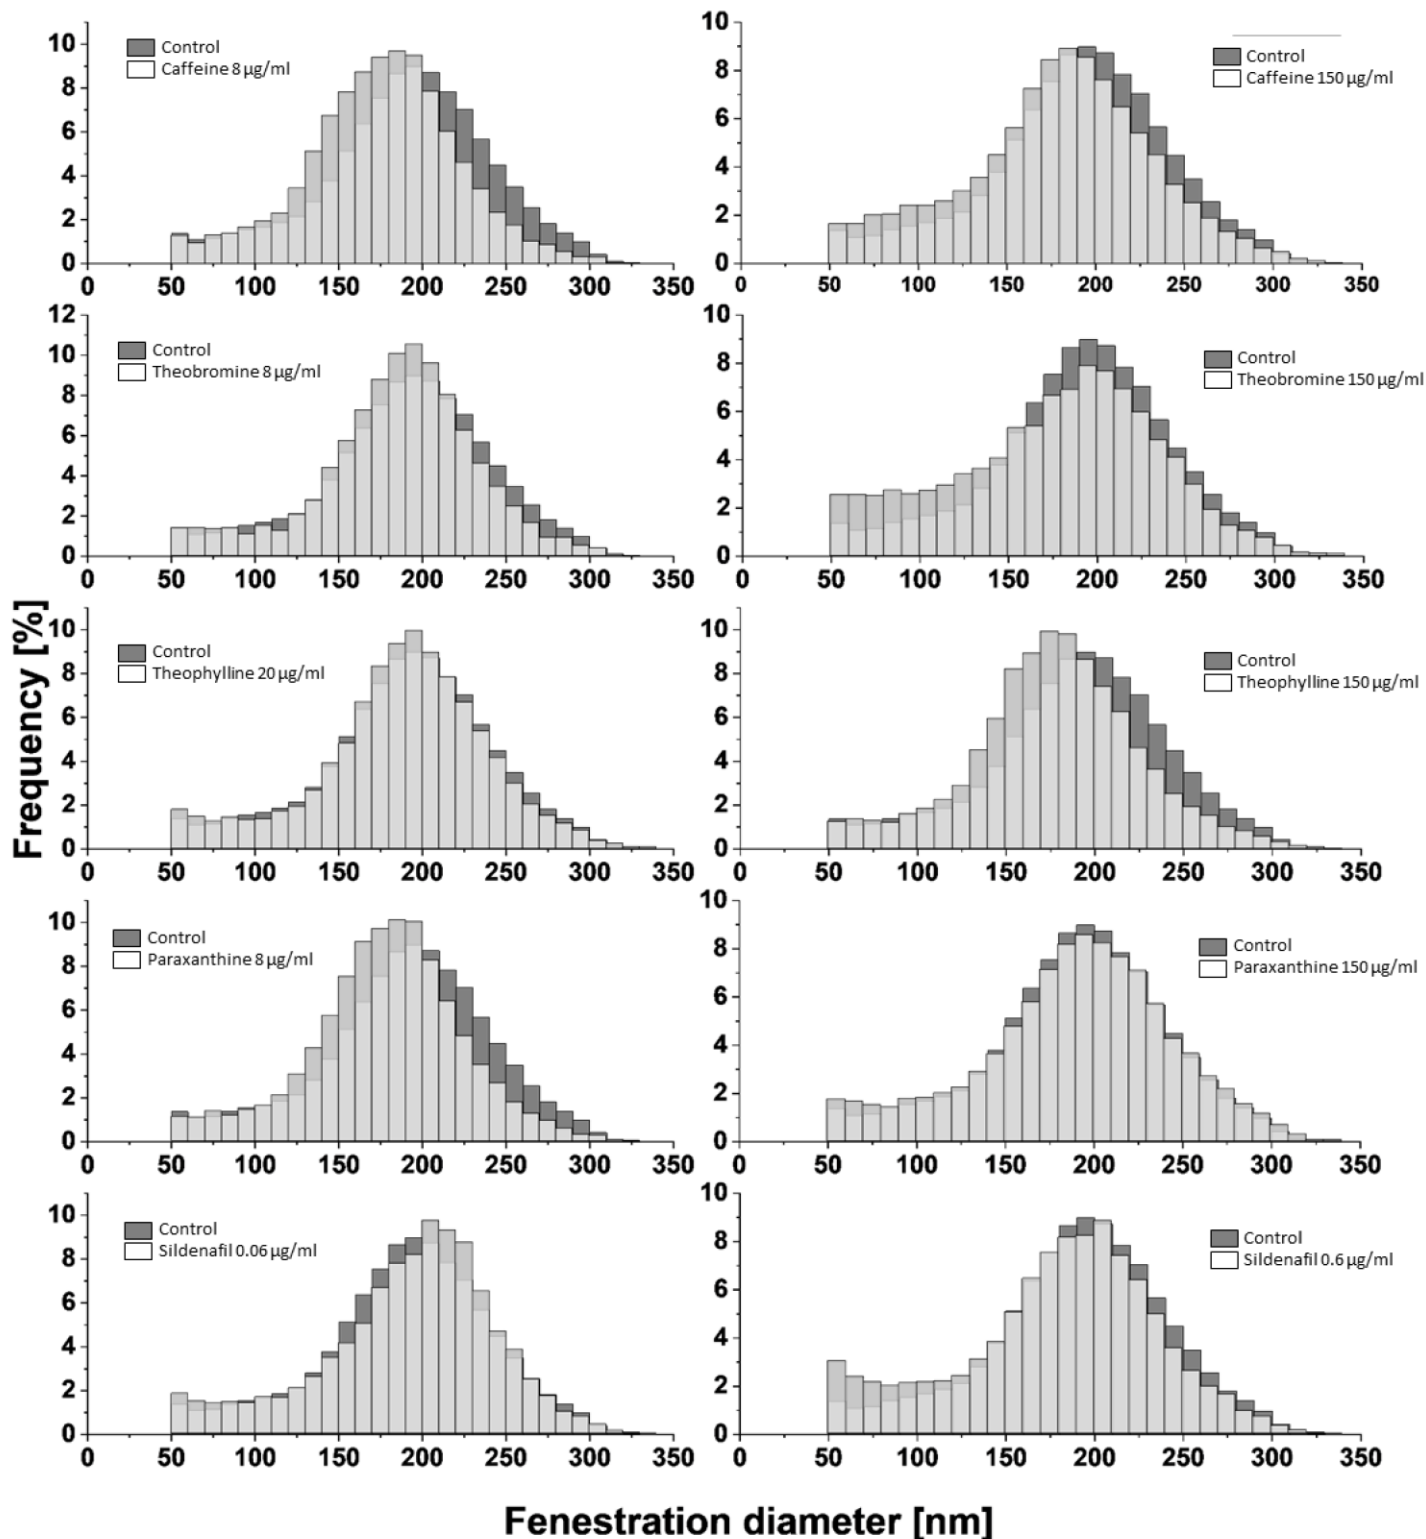 10
8
6
4
2
0
Control
Caffeine 8 µg/ml
0 50 100 150 200 250 300 350
10
8
6
4
2
0
Control
Caffeine 150 µg/ml
0 50 100 150 200 250 300 350
12
10
8
6
4
2
0
Control
Theobromine 8 µg/ml
0 50 100 150 200 250 300 350
10
8
6
4
2
0
Control
Theobromine 150 µg/ml
0 50 100 150 200 250 300 350
Frequency [%]
10
8
6
4
2
0
Control
Theophylline 20 µg/ml
0 50 100 150 200 250 300 350
10
8
6
4
2
0
Control
Theophylline 150 µg/ml
0 50 100 150 200 250 300 350
10
8
6
4
2
0
Control
Paraxanthine 8 µg/ml
0 50 100 150 200 250 300 350
10
8
6
4
2
0
Control
Paraxanthine 150 µg/ml
0 50 100 150 200 250 300 350
10
8
6
4
2
0
Control
Sildenafil 0.06 µg/ml
0 50 100 150 200 250 300 350
10
8
6
4
2
0
Control
Sildenafil 0.6 µg/ml
0 50 100 150 200 250 300 350
Fenestration diameter [nm]